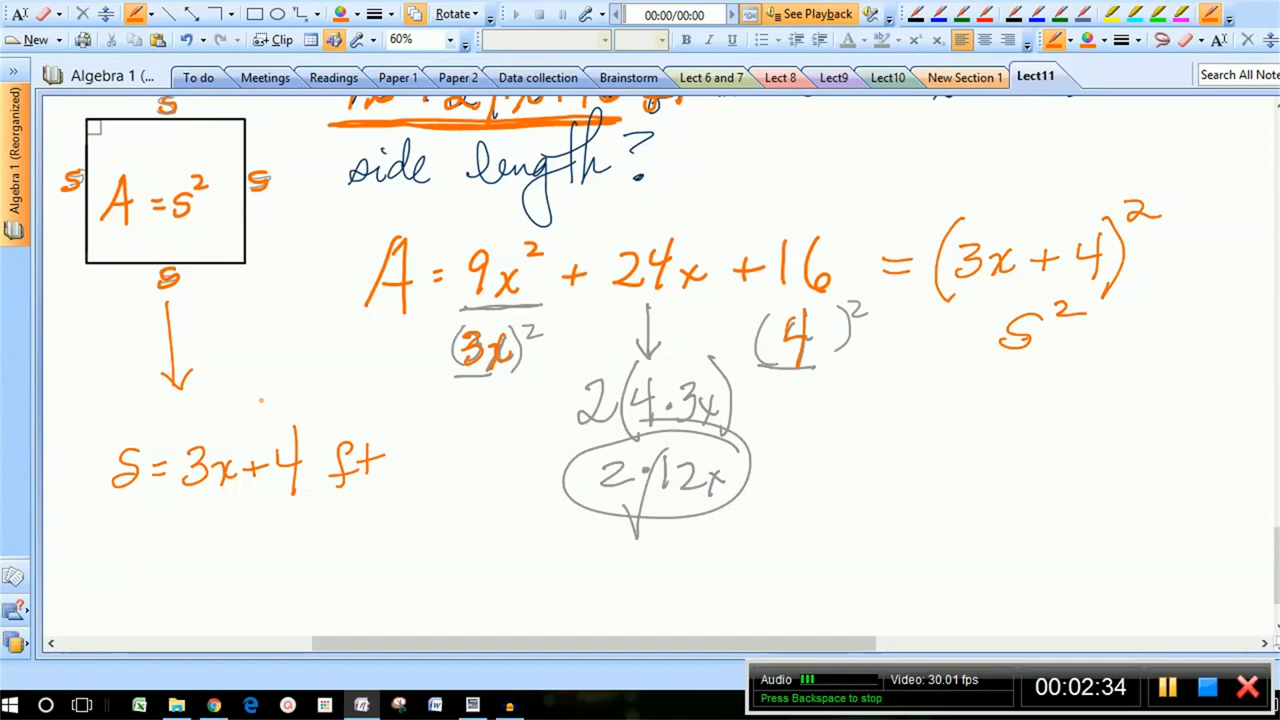 Rotate
00:00/00:00
See Playback
New
Clip
60%
B I U
Algebra 1 (...
To do
Meetings
Readings
Paper 1
Paper 2
Data collection
Brainstorm
Lect 6 and 7
Lect 8
Lect9
Lect10
New Section 1
Lect11
Search All Note
Algebra 1 (Reorganized)
s
s
s
A = s²
s
side length?
A = 9x² + 24x + 16 = (3x + 4)²
(3x)²
(4)²
s²
2(4·3x)
2·12x
s = 3x + 4 ft
Audio
Video: 30.01 fps
Press Backspace to stop
00:02:34